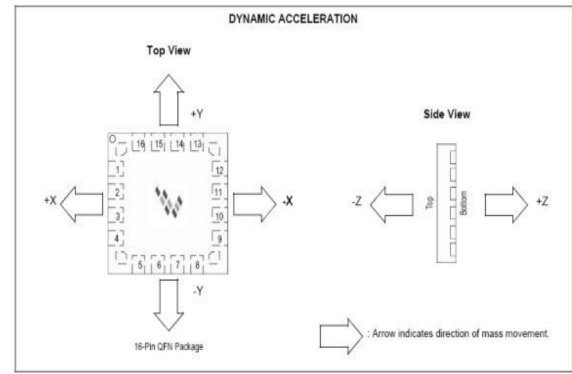 DYNAMIC ACCELERATION
Top View
+Y
Side View
16 15 14 13
1 12
2 11
3 10
4 9
5 6 7 8
+X
-X
-Y
-Z
Top
Bottom
+Z
16-Pin QFN Package
: Arrow indicates direction of mass movement.